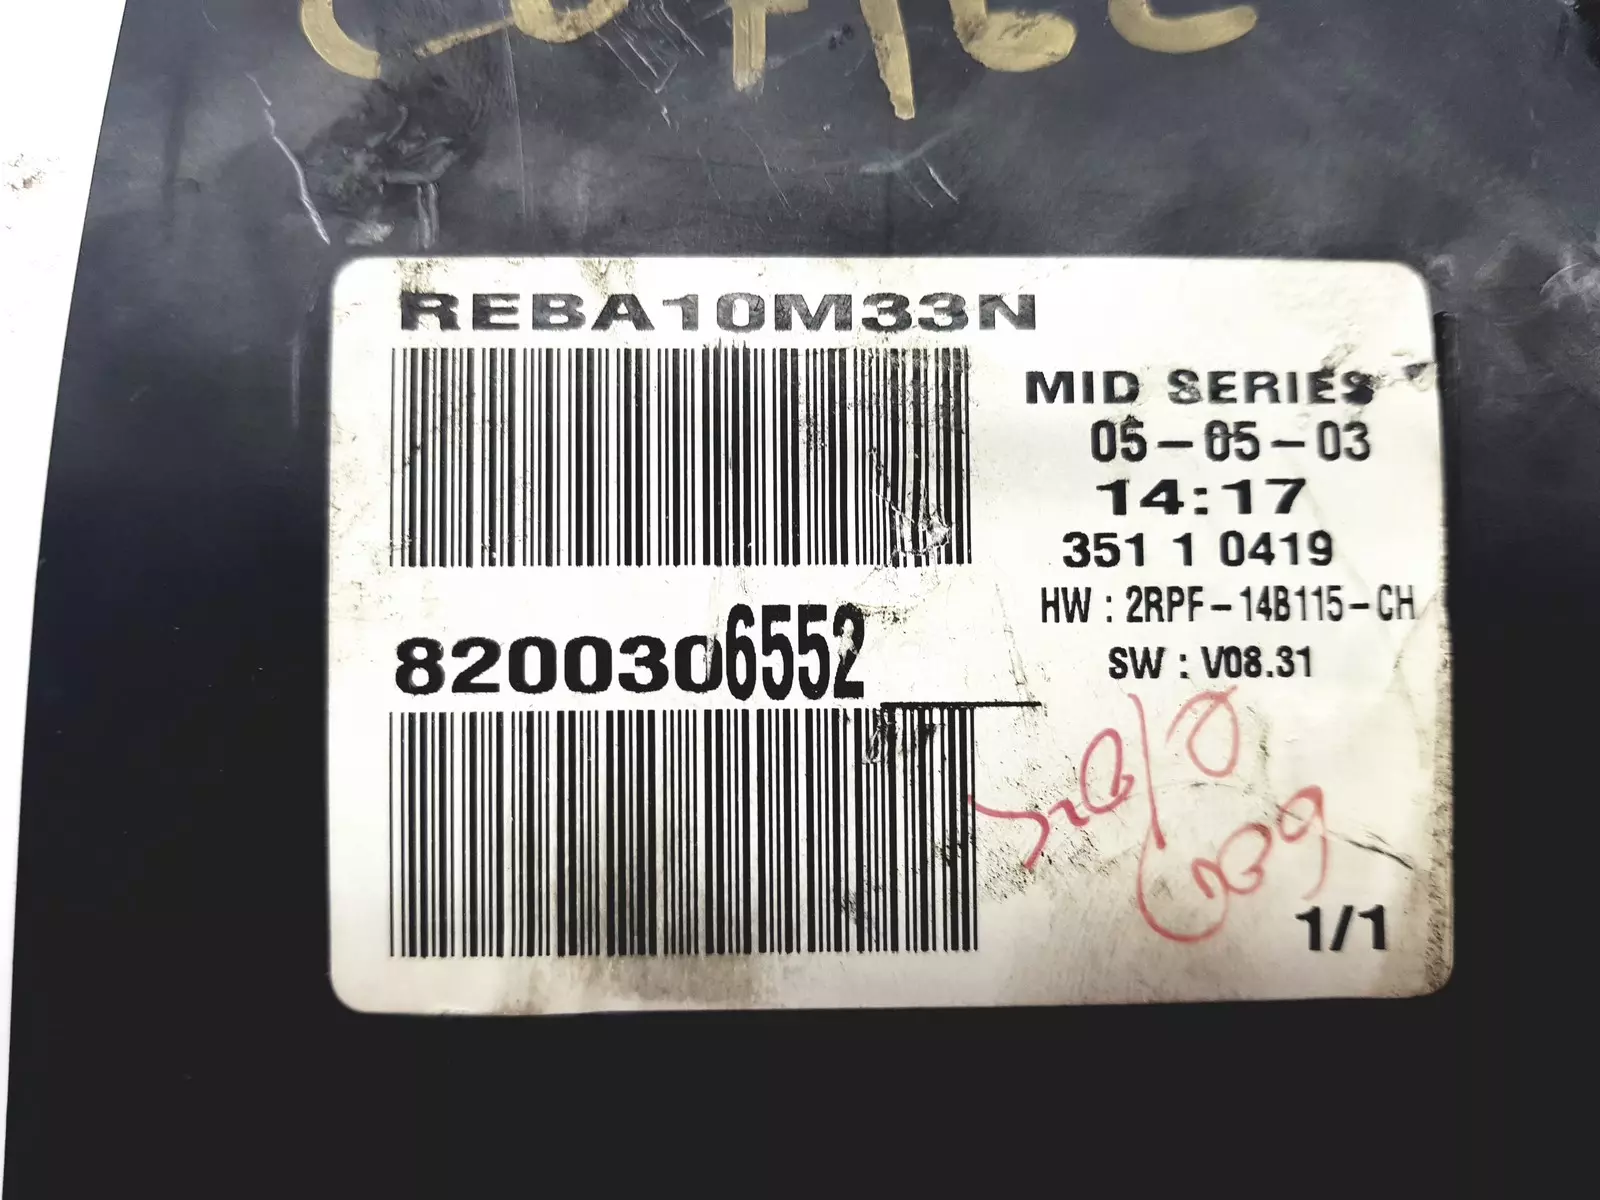 REBA10M33N
MID SERIES
05-05-03
14:17
351 1 0419
HW : 2RPF-14B115-CH
8200306552
SW : V08.31
1/1